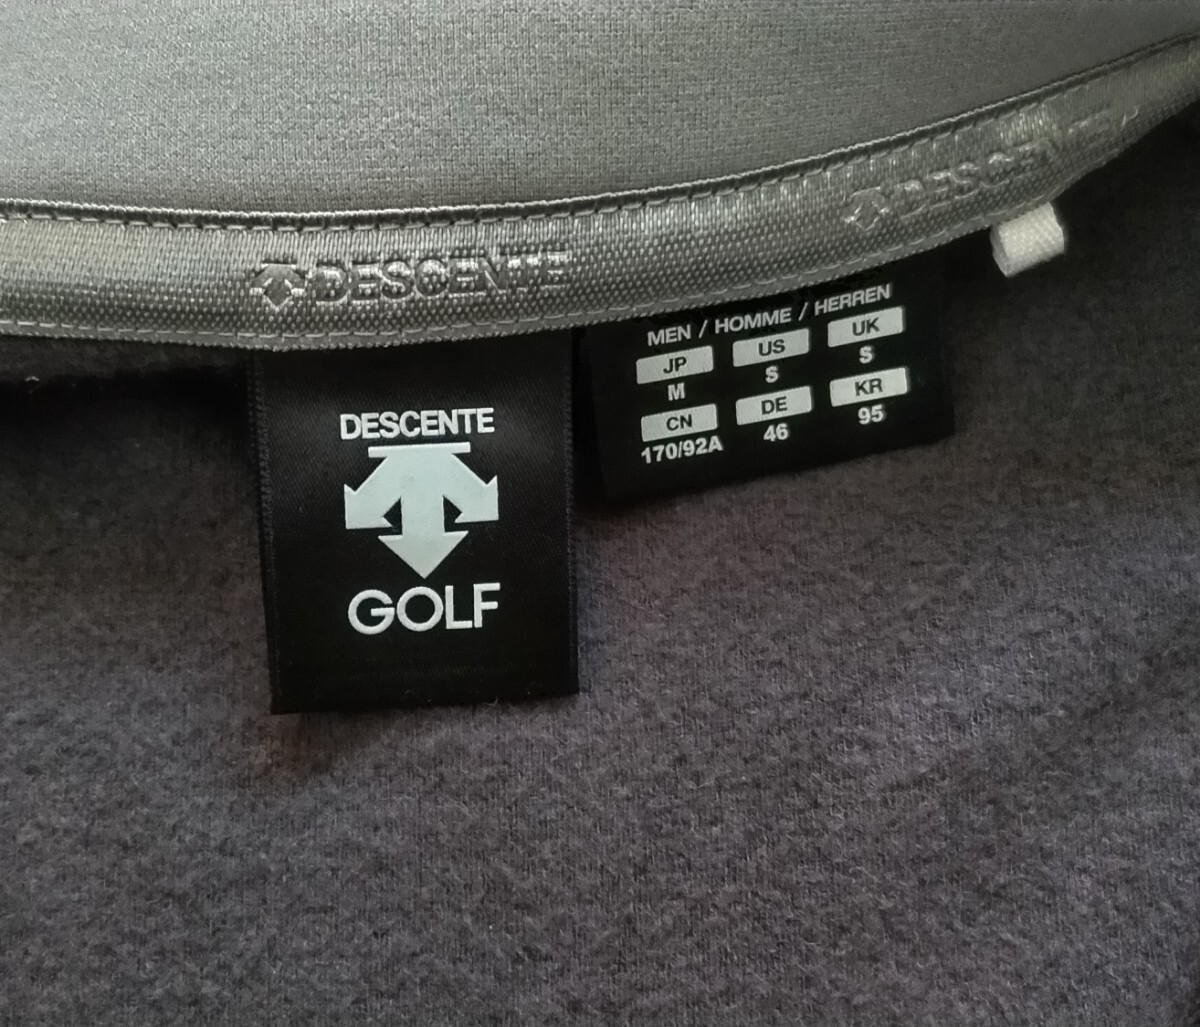 DESCENTE
DESCENTE
DESCENTE
GOLF
MEN / HOMME / HERREN
JP US UK
M S S
CN DE KR
170/92A 46 95